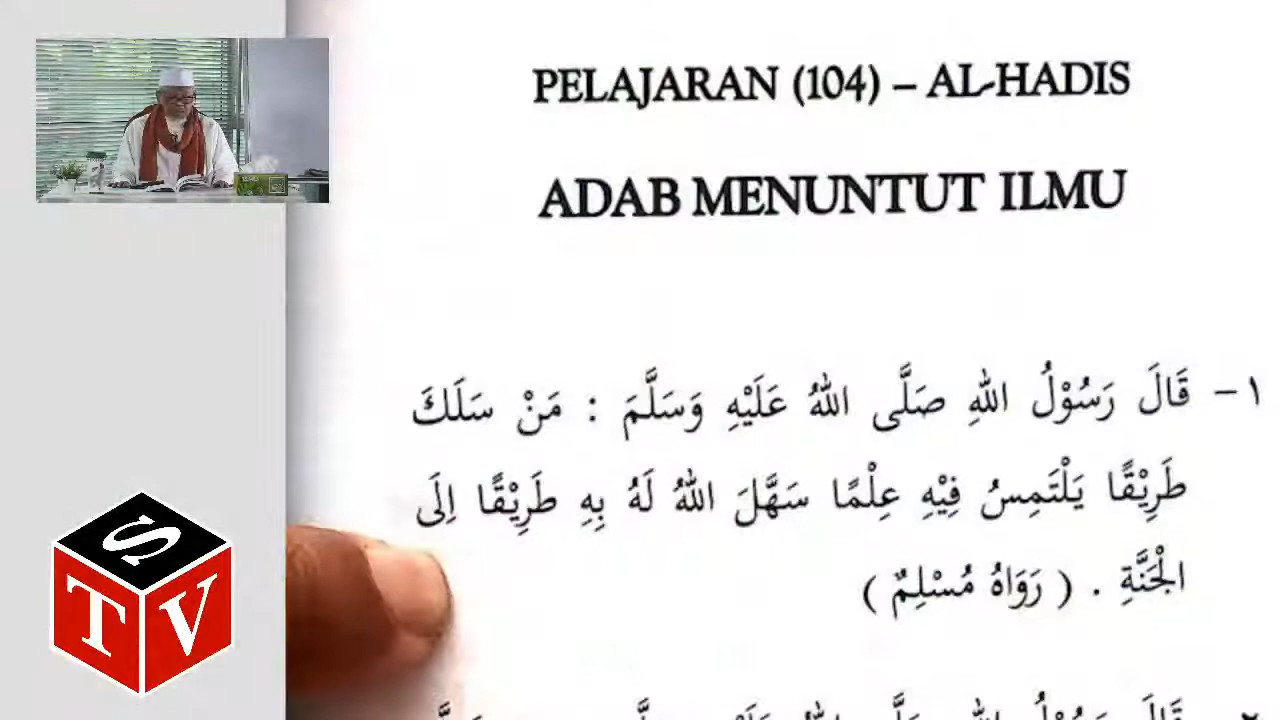 PELAJARAN (104) – AL-HADIS
ADAB MENUNTUT ILMU
١- قَالَ رَسُوْلُ اللهِ صَلَّى اللهُ عَلَيْهِ وَسَلَّمَ : مَنْ سَلَكَ
طَرِيْقًا يَلْتَمِسُ فِيْهِ عِلْمًا سَهَّلَ اللهُ لَهُ بِهِ طَرِيْقًا اِلَى
الْجَنَّةِ . ( رَوَاهُ مُسْلِمٌ )
S
T V